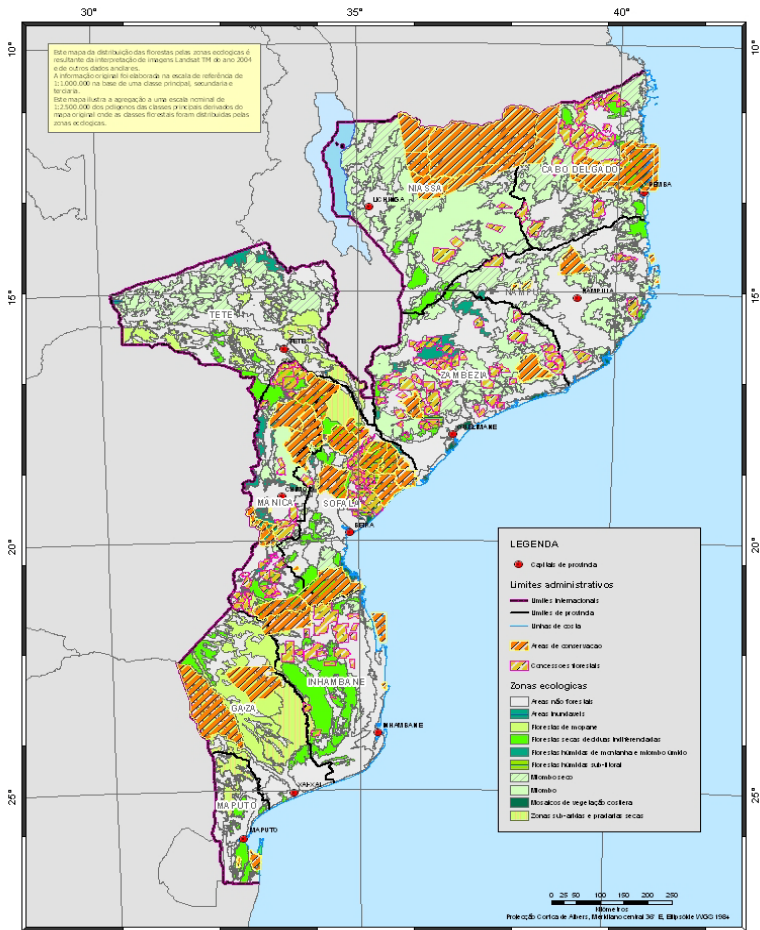 30°
35°
40°
10°
10°
Este mapa da distribuição das florestas pelas zonas ecologicas é
resultante da interpretação de imagens Landsat TM do ano 2004
e de outros dados
A informação original foi elaborada na escala de referência de
1:1.000.000 na base de uma classe principal, secundaria e
terciaria.
Este mapa ilustra a agregação a uma escala nominal de
1:2.500.000 dos poligonos das classes principais derivados do
mapa original onde as classes florestais foram distribuidas pelas
zonas ecologicas.
CABO DELGADO
PEMBA
NIASSA
LICHINGA
15°
15°
NAMPU
NAMPULA
TETE
TETE
ZAMBEZIA
QUELIMANE
MANICA
SOFALA
BEIRA
20°
20°
LEGENDA
Capitais de provincia
Limites administrativos
Limites internacionais
Limites de provincia
Linhas de costa
Areas de conservacao
Concessoes florestais
Zonas ecologicas
Areas não florestais
Areas inundaveis
Florestas de mopane
Florestas secas deciduas indiferenciadas
Florestas húmidas de montanha e miombo úmido
Florestas húmidas sub-litoral
Miombo seco
Miombo
Mosaicos de vegetação costeira
Zonas sub-aridas e pradarias secas
INHAMBANE
INHAMBANE
GAZA
XAI-XAI
25°
25°
MAPUTO
MAPUTO
0 25 50 100 150 200 250
Kilómetros
Projecção Conica de Albers, Meridiano central 36° E, Elipsóide WGS 1984
30°
35°
40°